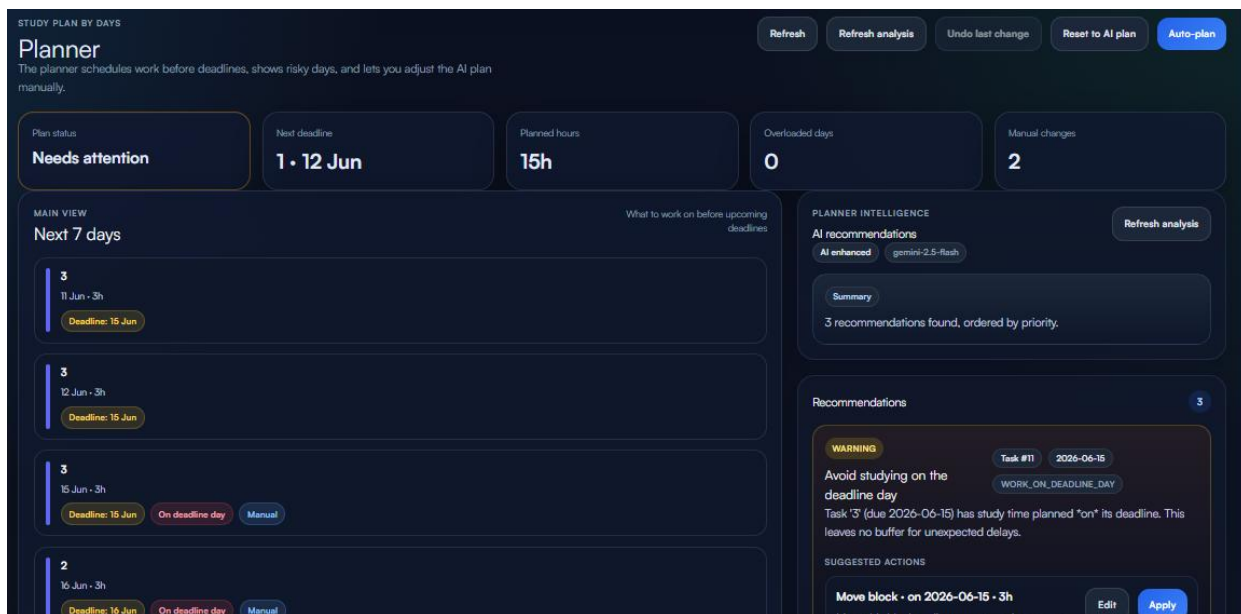 STUDY PLAN BY DAYS
Planner
The planner schedules work before deadlines, shows risky days, and lets you adjust the AI plan
manually.
Refresh
Refresh analysis
Undo last change
Reset to AI plan
Auto-plan
Plan status
Needs attention
Next deadline
1 • 12 Jun
Planned hours
15h
Overloaded days
0
Manual changes
2
MAIN VIEW
Next 7 days
What to work on before upcoming
deadlines
3
11 Jun • 3h
Deadline: 15 Jun
3
12 Jun • 3h
Deadline: 15 Jun
3
15 Jun • 3h
Deadline: 15 Jun On deadline day Manual
2
16 Jun • 3h
Deadline: 16 Jun On deadline day Manual
PLANNER INTELLIGENCE
AI recommendations
AI enhanced gemini-2.5-flash
Refresh analysis
Summary
3 recommendations found, ordered by priority.
Recommendations
3
WARNING
Avoid studying on the
deadline day
Task #11 2026-06-15
WORK_ON_DEADLINE_DAY
Task '3' (due 2026-06-15) has study time planned *on* its deadline. This
leaves no buffer for unexpected delays.
SUGGESTED ACTIONS
Move block • on 2026-06-15 • 3h
Edit
Apply